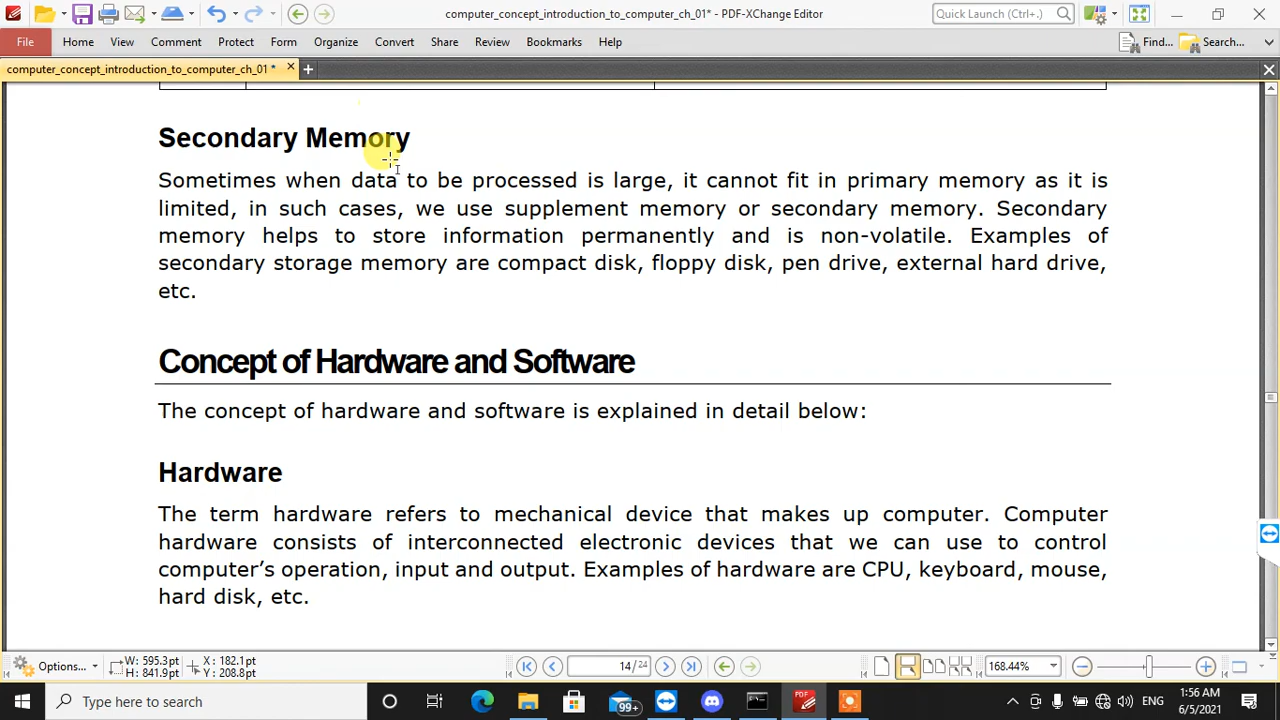 computer_concept_introduction_to_computer_ch_01* - PDF-XChange Editor
Quick Launch (Ctrl+.)
File Home View Comment Protect Form Organize Convert Share Review Bookmarks Help Find... Search...
computer_concept_introduction_to_computer_ch_01 *
Secondary Memory
Sometimes when data to be processed is large, it cannot fit in primary memory as it is
limited, in such cases, we use supplement memory or secondary memory. Secondary
memory helps to store information permanently and is non-volatile. Examples of
secondary storage memory are compact disk, floppy disk, pen drive, external hard drive,
etc.
Concept of Hardware and Software
The concept of hardware and software is explained in detail below:
Hardware
The term hardware refers to mechanical device that makes up computer. Computer
hardware consists of interconnected electronic devices that we can use to control
computer’s operation, input and output. Examples of hardware are CPU, keyboard, mouse,
hard disk, etc.
Options... W: 595.3pt X: 182.1pt 14/24 168.44%
H: 841.9pt Y: 208.8pt
Type here to search 99+ PDF ENG 1:56 AM
6/5/2021